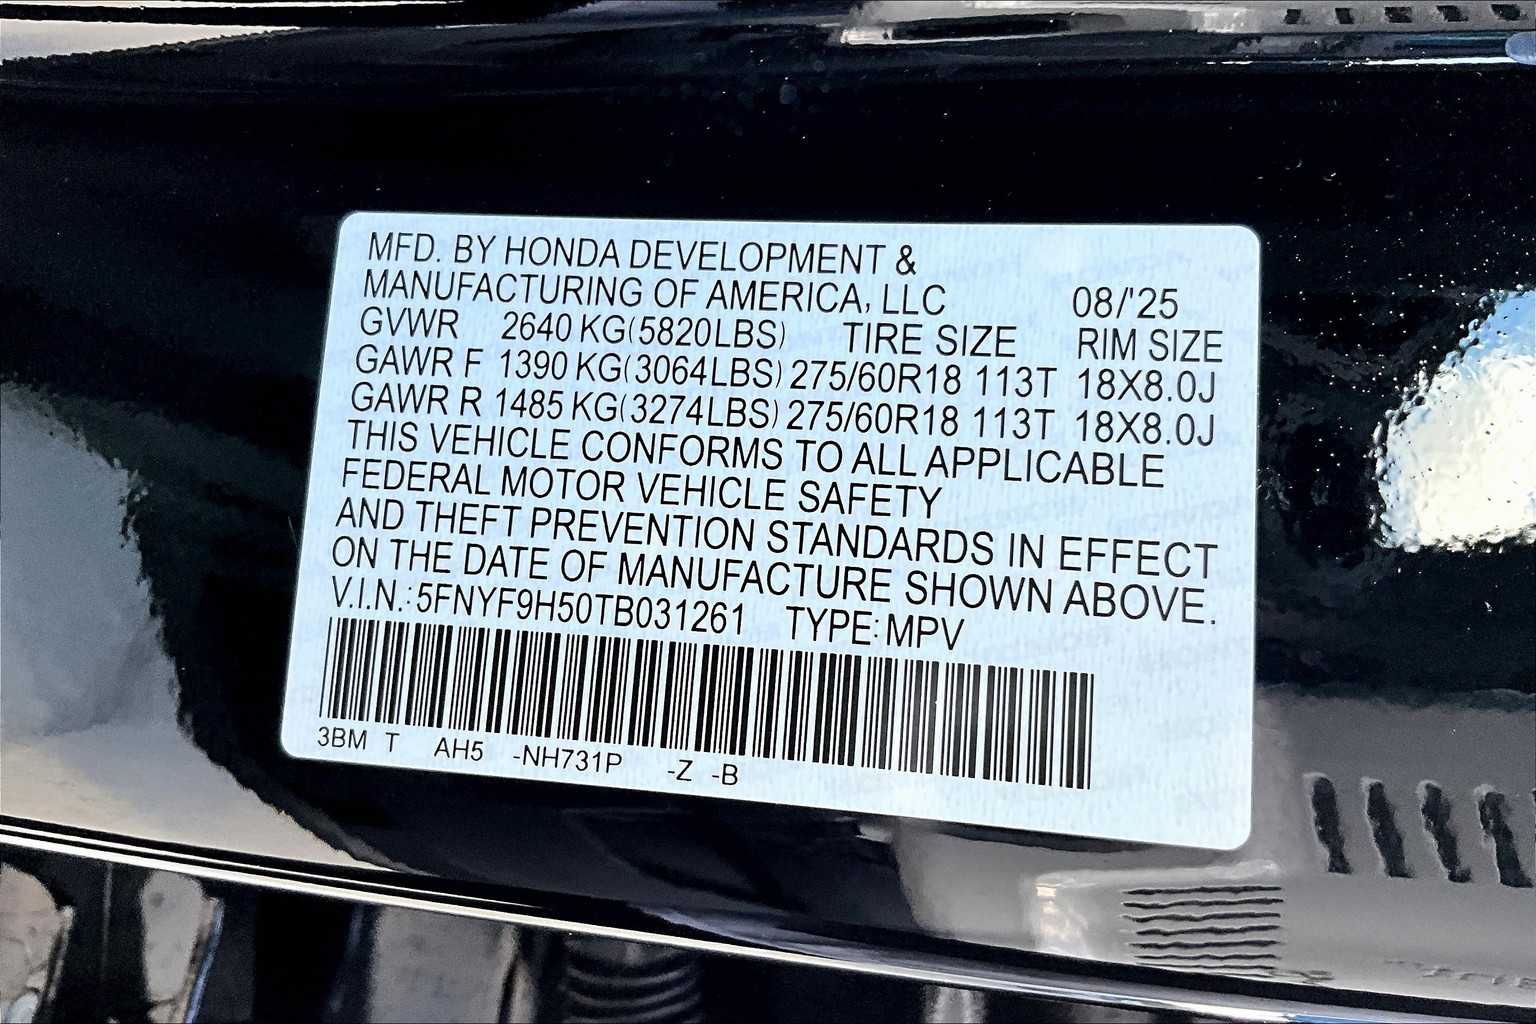 MFD. BY HONDA DEVELOPMENT &
MANUFACTURING OF AMERICA, LLC 08/'25
GVWR 2640 KG(5820LBS) TIRE SIZE RIM SIZE
GAWR F 1390 KG(3064LBS) 275/60R18 113T 18X8.0J
GAWR R 1485 KG(3274LBS) 275/60R18 113T 18X8.0J
THIS VEHICLE CONFORMS TO ALL APPLICABLE
FEDERAL MOTOR VEHICLE SAFETY
AND THEFT PREVENTION STANDARDS IN EFFECT
ON THE DATE OF MANUFACTURE SHOWN ABOVE.
V.I.N.: 5FNYF9H50TB031261 TYPE: MPV
3BM T AH5 -NH731P -Z -B